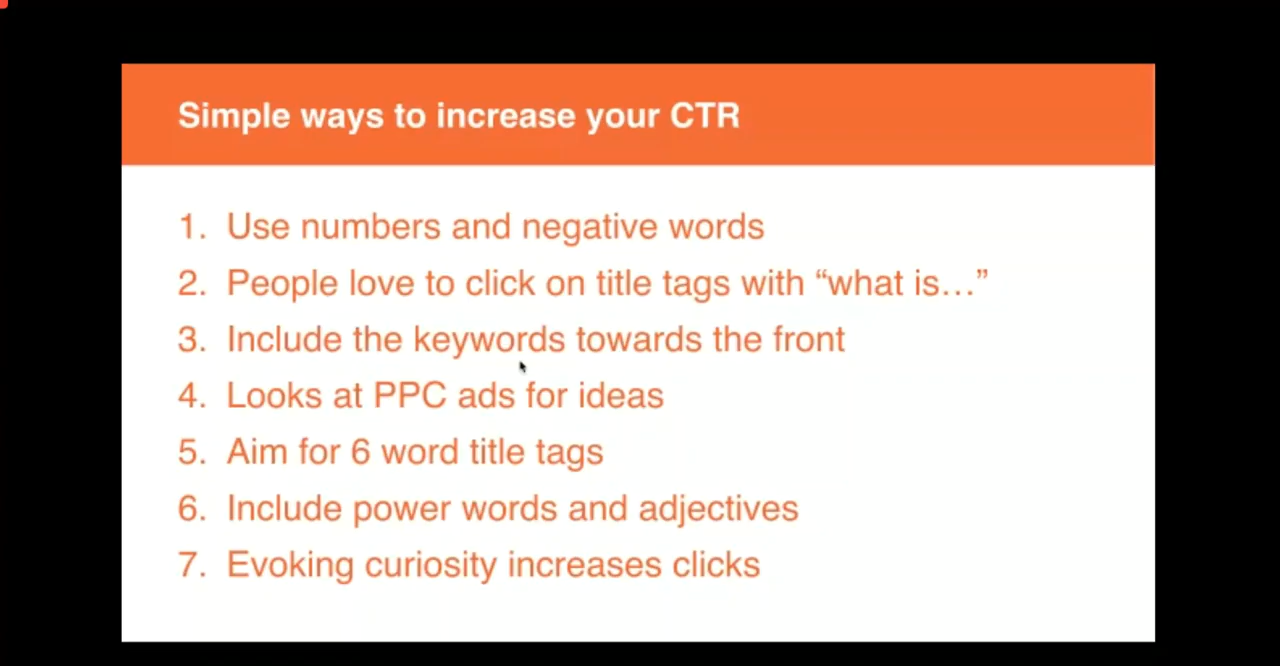 Simple ways to increase your CTR
1. Use numbers and negative words
2. People love to click on title tags with “what is…”
3. Include the keywords towards the front
4. Looks at PPC ads for ideas
5. Aim for 6 word title tags
6. Include power words and adjectives
7. Evoking curiosity increases clicks